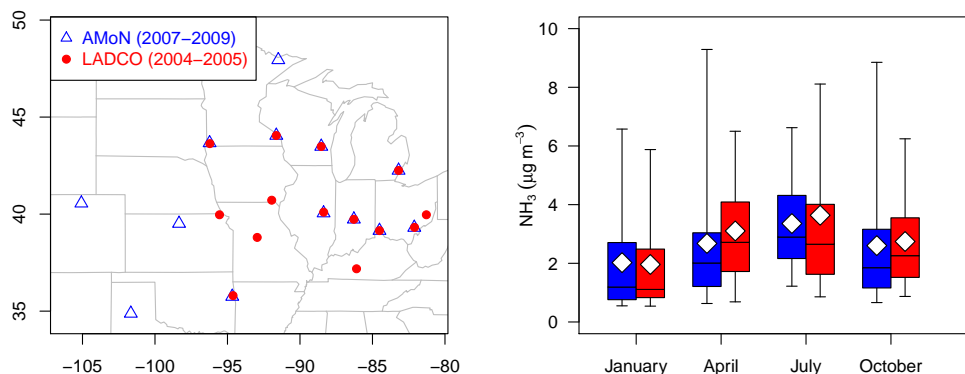 AMoN (2007−2009)
LADCO (2004−2005)
50
45
40
35
−105
−100
−95
−90
−85
−80
NH₃ (μg m⁻³)
10
8
6
4
2
0
January
April
July
October